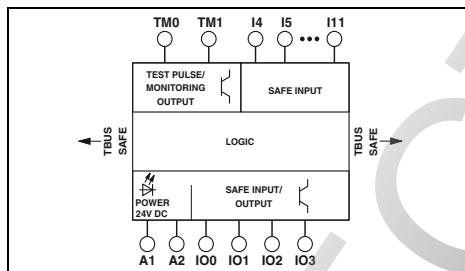 TM0 TM1 I4 I5 ••• I11
TEST PULSE/
MONITORING
OUTPUT
SAFE INPUT
TBUS
SAFE
LOGIC
TBUS
SAFE
POWER
24V DC
SAFE INPUT/
OUTPUT
A1 A2 IO0 IO1 IO2 IO3